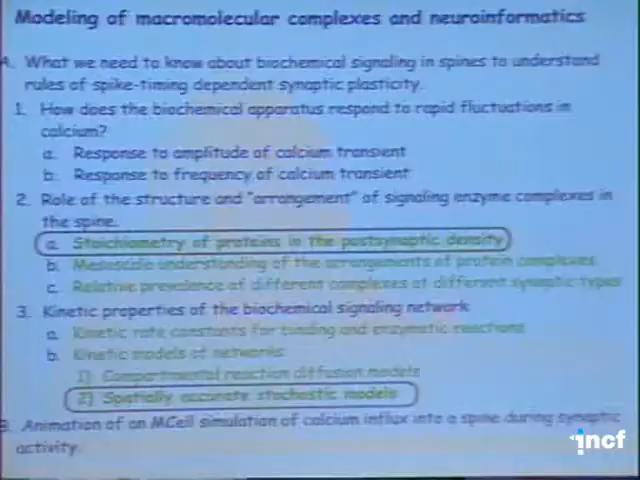 Modeling of macromolecular complexes and neuroinformatics
A. What we need to know about biochemical signaling in spines to understand
rules of spike-timing dependent synaptic plasticity.
1. How does the biochemical apparatus respond to rapid fluctuations in
calcium?
a. Response to amplitude of calcium transient
b. Response to frequency of calcium transient
2. Role of the structure and "arrangement" of signaling enzyme complexes in
the spine.
a. Stoichiometry of proteins in the postsynaptic density
b. Mesoscale understanding of the arrangements of protein complexes
c. Relative prevalence of different complexes at different synaptic types
3. Kinetic properties of the biochemical signaling network
a. Kinetic rate constants for binding and enzymatic reactions
b. Kinetic models of networks
1) Compartmental reaction diffusion models
2) Spatially accurate stochastic models
B. Animation of an MCell simulation of calcium influx into a spine during synaptic
activity.
incf